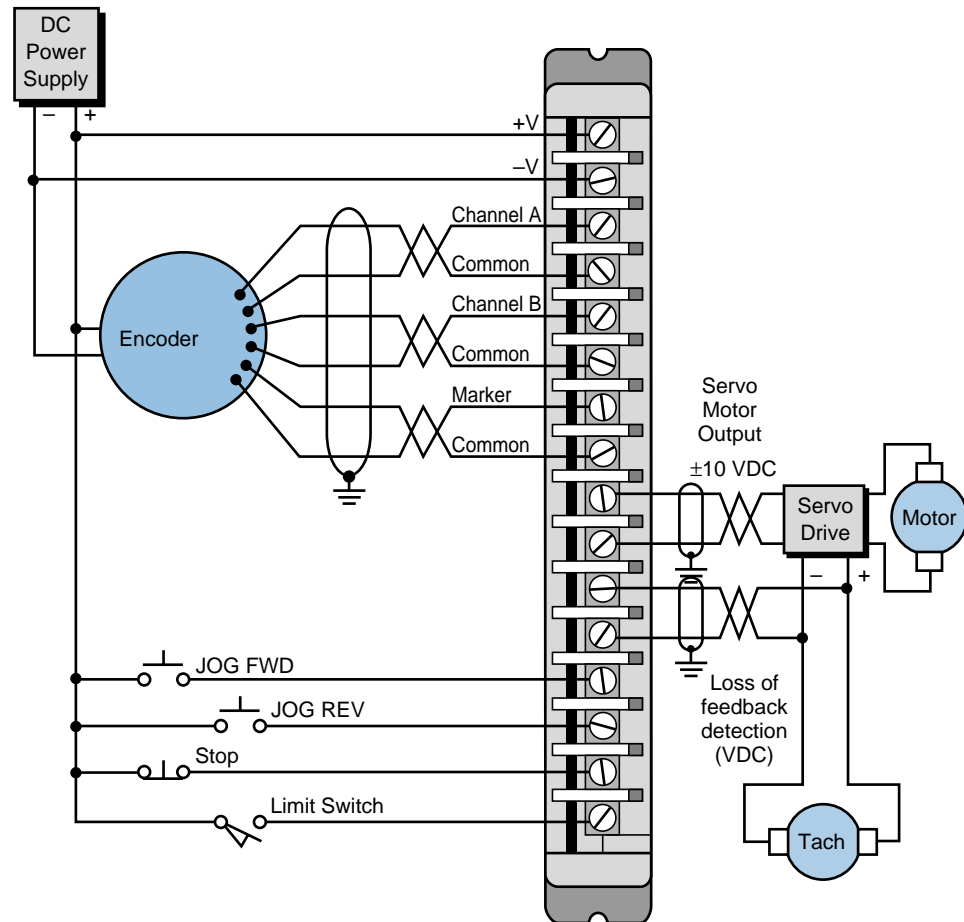 DC
Power
Supply
– +
+V
–V
Channel A
Common
Channel B
Common
Marker
Common
Encoder
Servo
Motor
Output
±10 VDC
Servo
Drive
Motor
– +
JOG FWD
JOG REV
Stop
Limit Switch
Loss of
feedback
detection
(VDC)
Tach